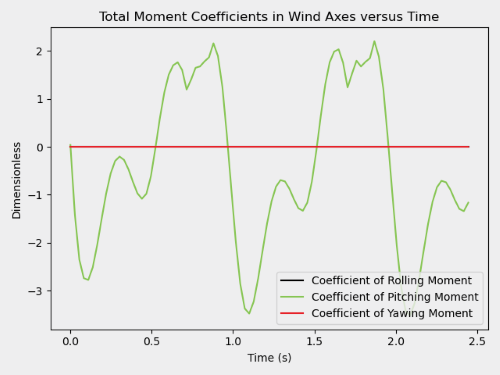 Total Moment Coefficients in Wind Axes versus Time
2
1
0
−1
−2
−3
Dimensionless
Coefficient of Rolling Moment
Coefficient of Pitching Moment
Coefficient of Yawing Moment
0.0 0.5 1.0 1.5 2.0 2.5
Time (s)